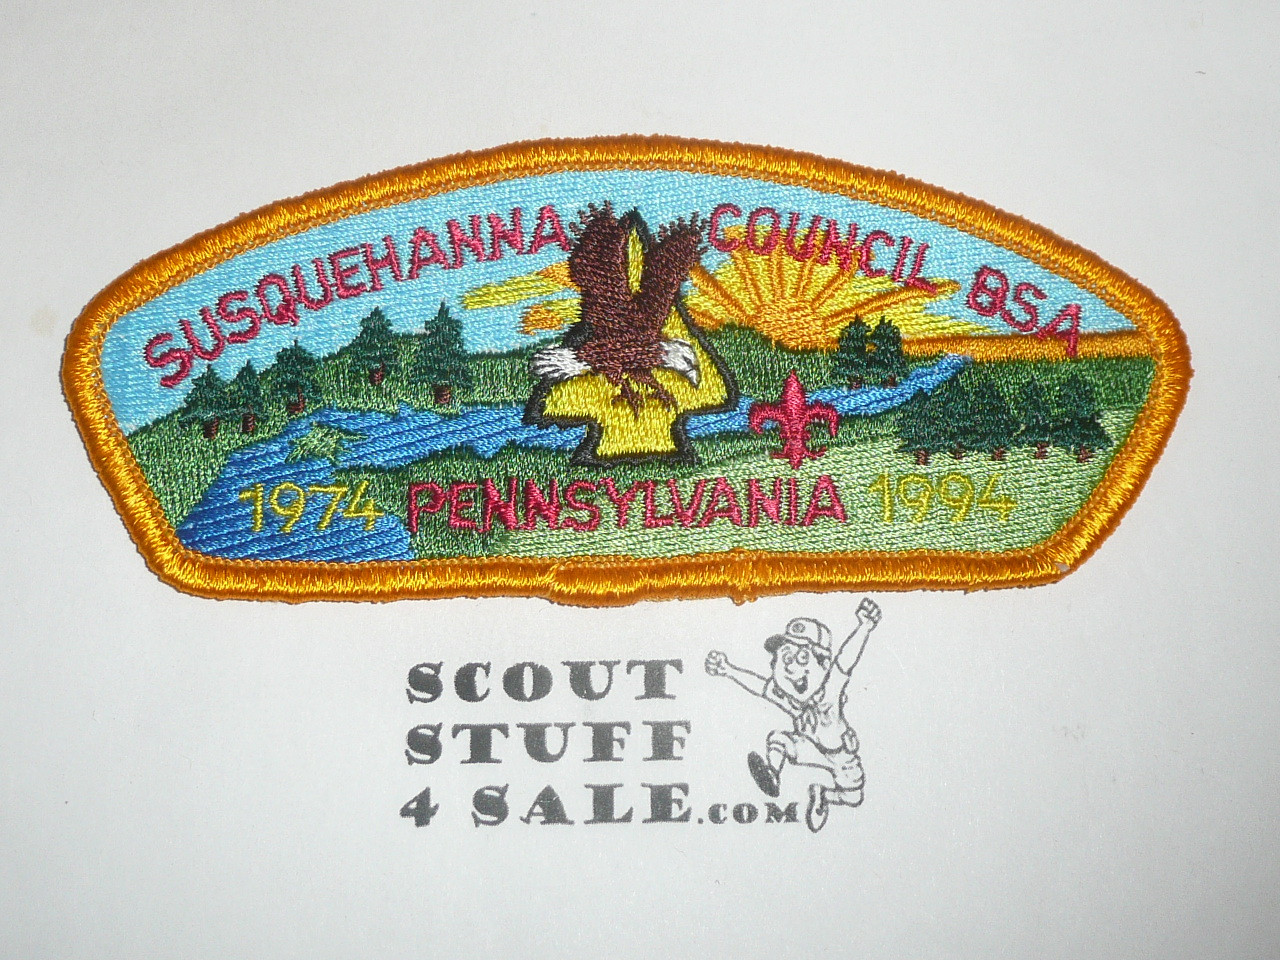 SUSQUEHANNA COUNCIL BSA
1974 PENNSYLVANIA 1994
SCOUT
STUFF
4 SALE.COM